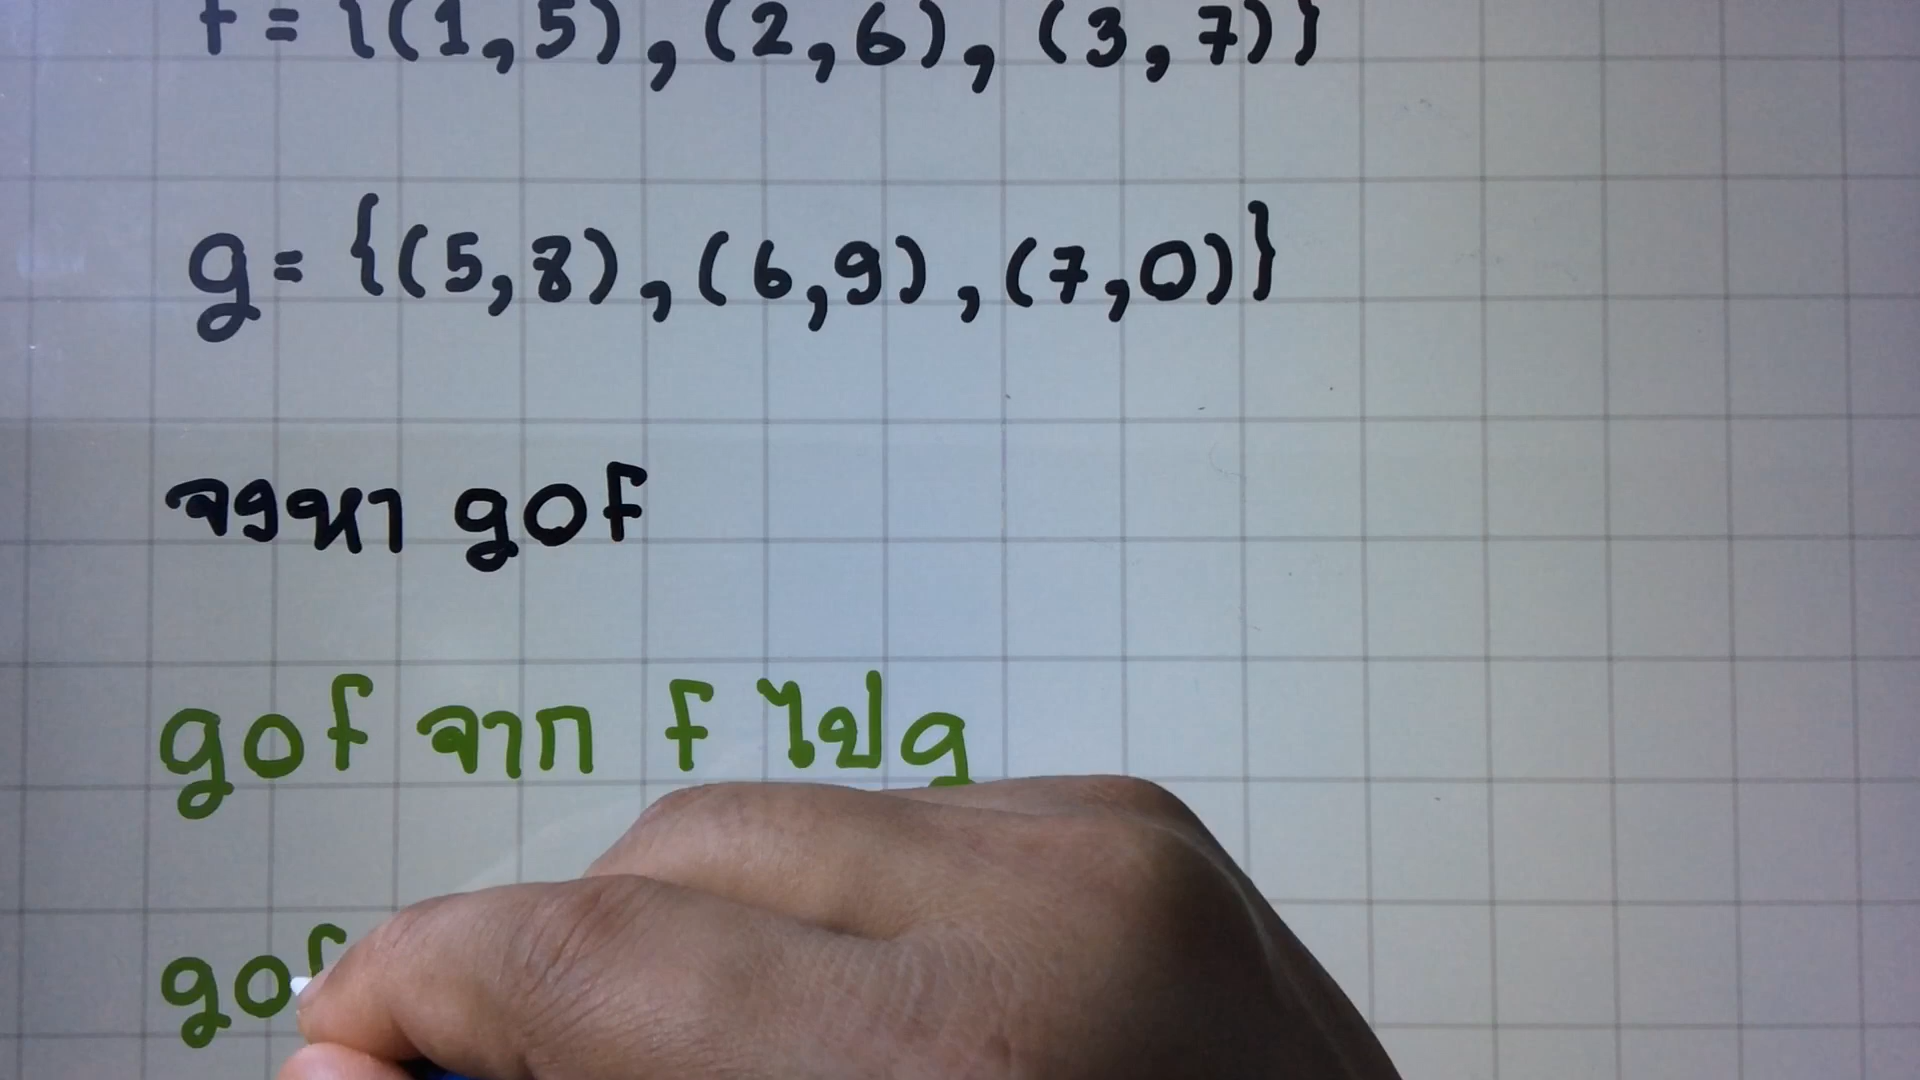 f = {(1,5), (2,6), (3,7)}
g = {(5,8), (6,9), (7,0)}
จงหา gof
gof จาก f ไป g
gof